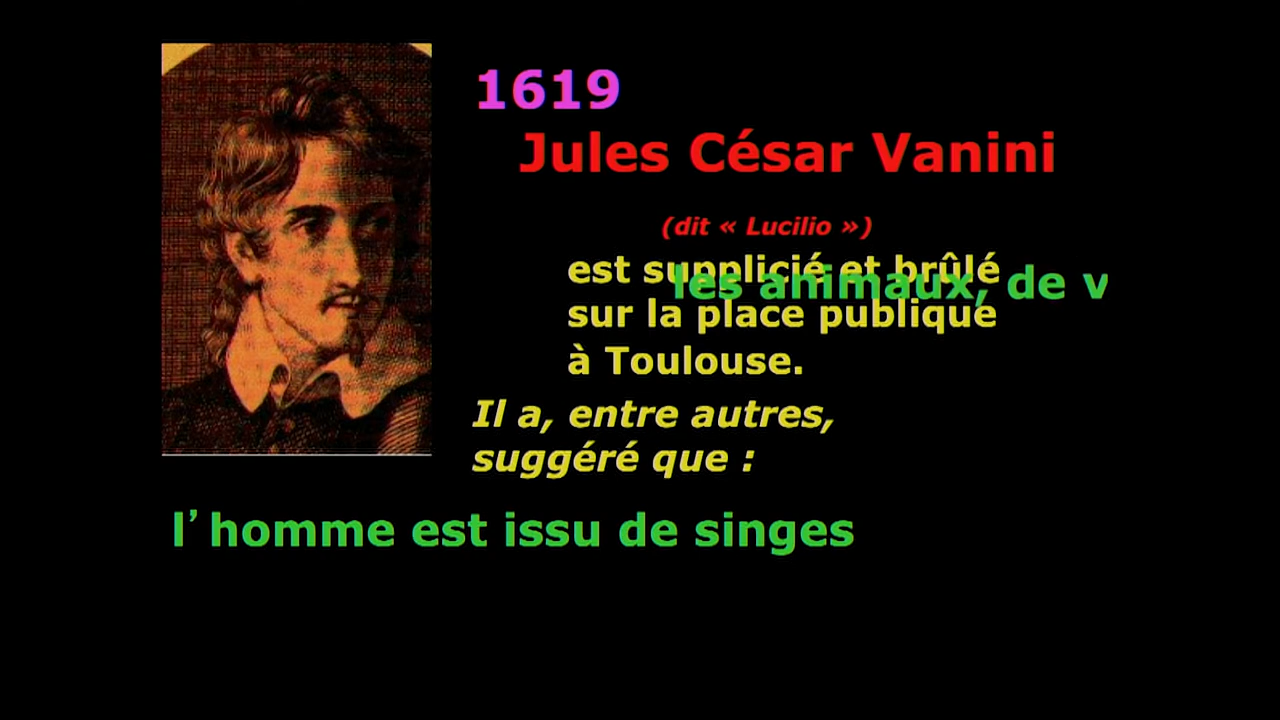 1619
Jules César Vanini
(dit « Lucilio »)
est supplicié et brûlé
les animaux, de v
sur la place publique
à Toulouse.
Il a, entre autres,
suggéré que :
l’homme est issu de singes